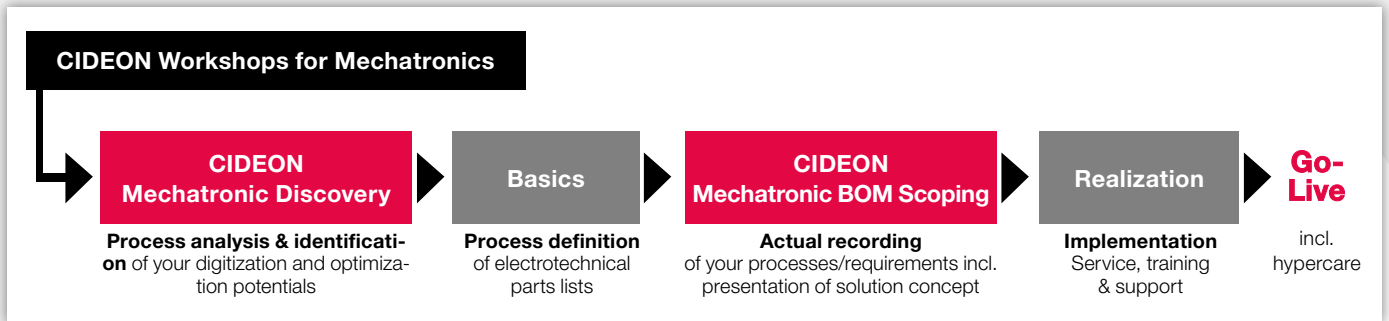 CIDEON Workshops for Mechatronics
CIDEON
Mechatronic Discovery
Process analysis & identificati-
on of your digitization and optimiza-
tion potentials
Basics
Process definition
of electrotechnical
parts lists
CIDEON
Mechatronic BOM Scoping
Actual recording
of your processes/requirements incl.
presentation of solution concept
Realization
Implementation
Service, training
& support
Go-
Live
incl.
hypercare